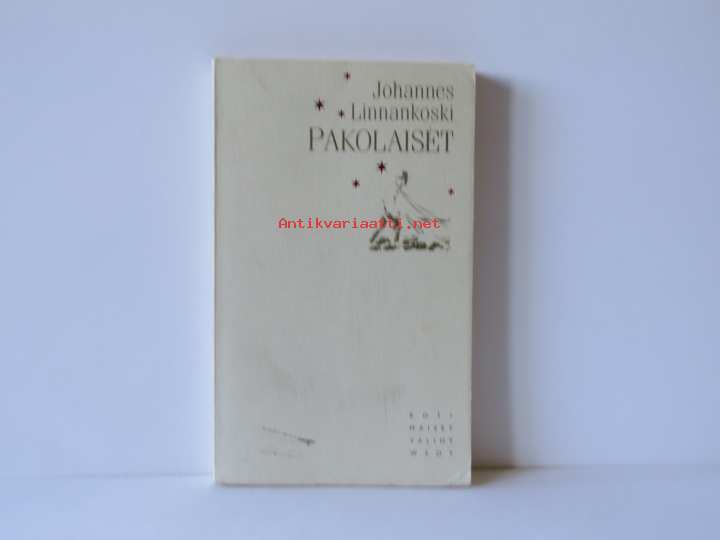 Johannes
Linnankoski
PAKOLAISET
Antikvariaatti.net
KOTI
MAISET
VALIOT
WSOY